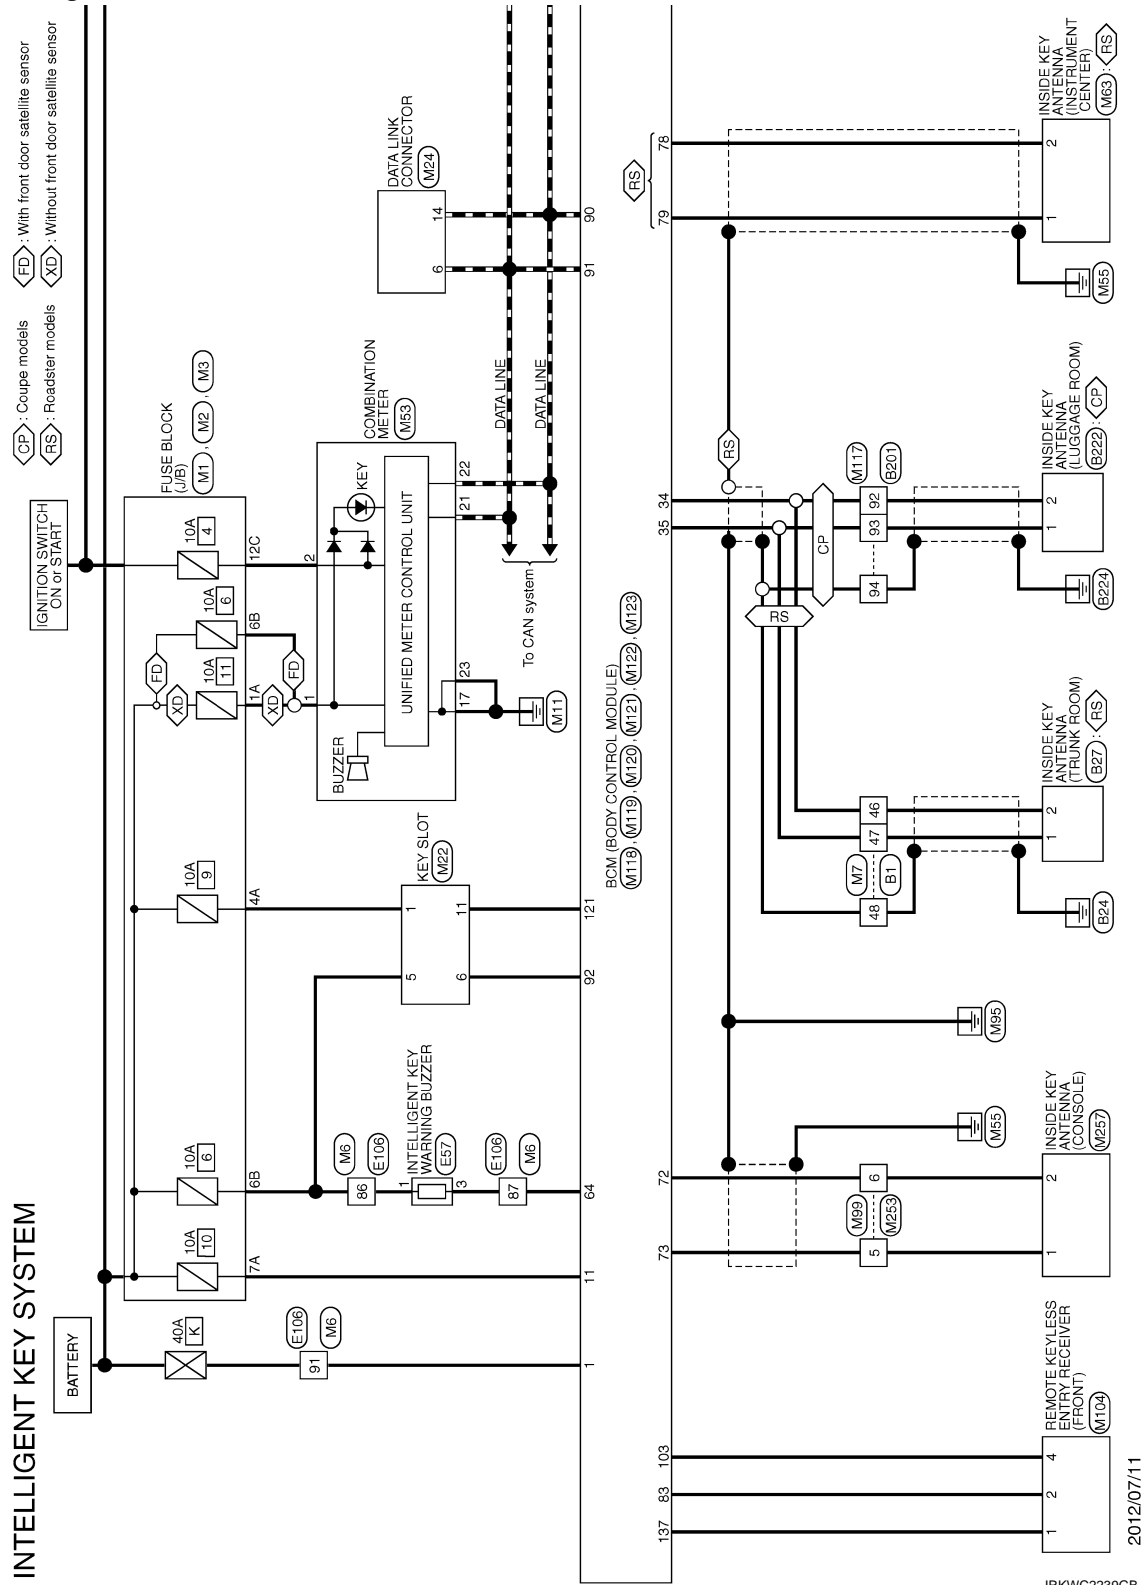 INTELLIGENT KEY SYSTEM
BATTERY
IGNITION SWITCH
ON or START
CP : Coupe models
RS : Roadster models
FD : With front door satellite sensor
XD : Without front door satellite sensor
40A
K
10A
10
10A
6
10A
9
10A
11
10A
6
10A
4
FUSE BLOCK
(J/B)
M1 , M2 , M3
FD
XD
7A
6B
4A
1A
6B
12C
XD
FD
E106
M6
91
M6
E106
86
1
INTELLIGENT KEY
WARNING BUZZER
E57
3
E106
M6
87
KEY SLOT
M22
5
1
6
11
1
2
BUZZER
KEY
UNIFIED METER CONTROL UNIT
COMBINATION
METER
M53
17
23
21
22
M11
DATA LINK
CONNECTOR
M24
6
14
DATA LINE
DATA LINE
To CAN system
1
11
64
92
121
91
90
BCM (BODY CONTROL MODULE)
M118 , M119 , M120 , M121 , M122 , M123
137
83
103
73
72
35
34
79
78
RS
RS
CP
RS
M99
M253
5
6
M7
B1
48
47
46
M117
B201
94
93
92
M55
M95
B24
B224
M55
1
2
4
REMOTE KEYLESS
ENTRY RECEIVER
(FRONT)
M104
1
2
INSIDE KEY
ANTENNA
(CONSOLE)
M257
1
2
INSIDE KEY
ANTENNA
(TRUNK ROOM)
B27 : RS
1
2
INSIDE KEY
ANTENNA
(LUGGAGE ROOM)
B222 : CP
1
2
INSIDE KEY
ANTENNA
(INSTRUMENT
CENTER)
M63 : RS
2012/07/11